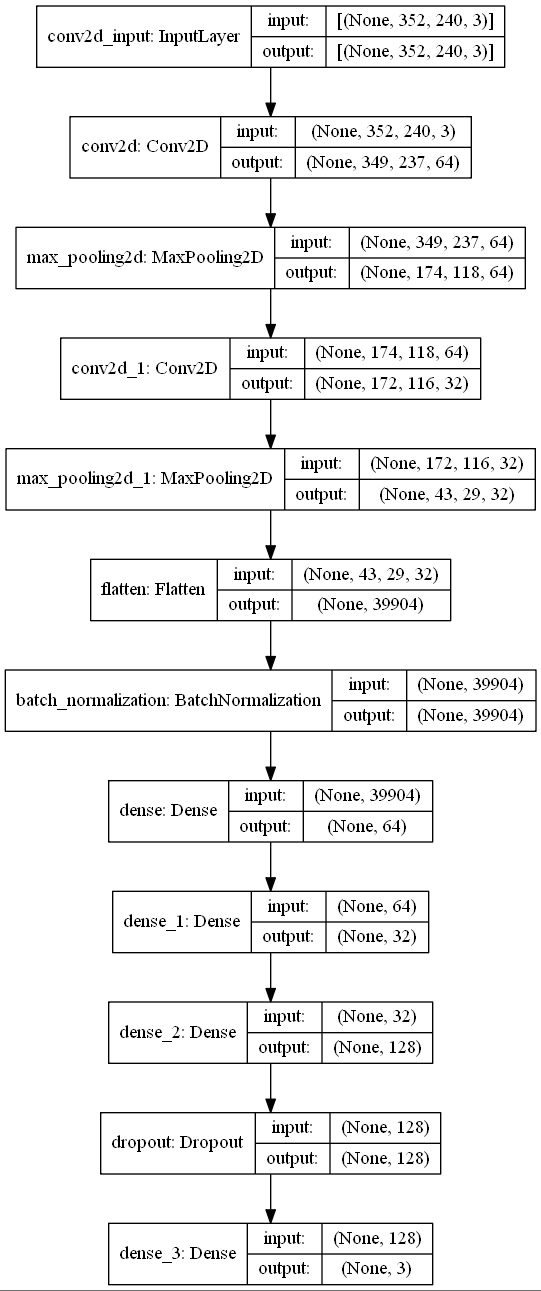 conv2d_input: InputLayer
input:
[(None, 352, 240, 3)]
output:
[(None, 352, 240, 3)]
conv2d: Conv2D
input:
(None, 352, 240, 3)
output:
(None, 349, 237, 64)
max_pooling2d: MaxPooling2D
input:
(None, 349, 237, 64)
output:
(None, 174, 118, 64)
conv2d_1: Conv2D
input:
(None, 174, 118, 64)
output:
(None, 172, 116, 32)
max_pooling2d_1: MaxPooling2D
input:
(None, 172, 116, 32)
output:
(None, 43, 29, 32)
flatten: Flatten
input:
(None, 43, 29, 32)
output:
(None, 39904)
batch_normalization: BatchNormalization
input:
(None, 39904)
output:
(None, 39904)
dense: Dense
input:
(None, 39904)
output:
(None, 64)
dense_1: Dense
input:
(None, 64)
output:
(None, 32)
dense_2: Dense
input:
(None, 32)
output:
(None, 128)
dropout: Dropout
input:
(None, 128)
output:
(None, 128)
dense_3: Dense
input:
(None, 128)
output:
(None, 3)